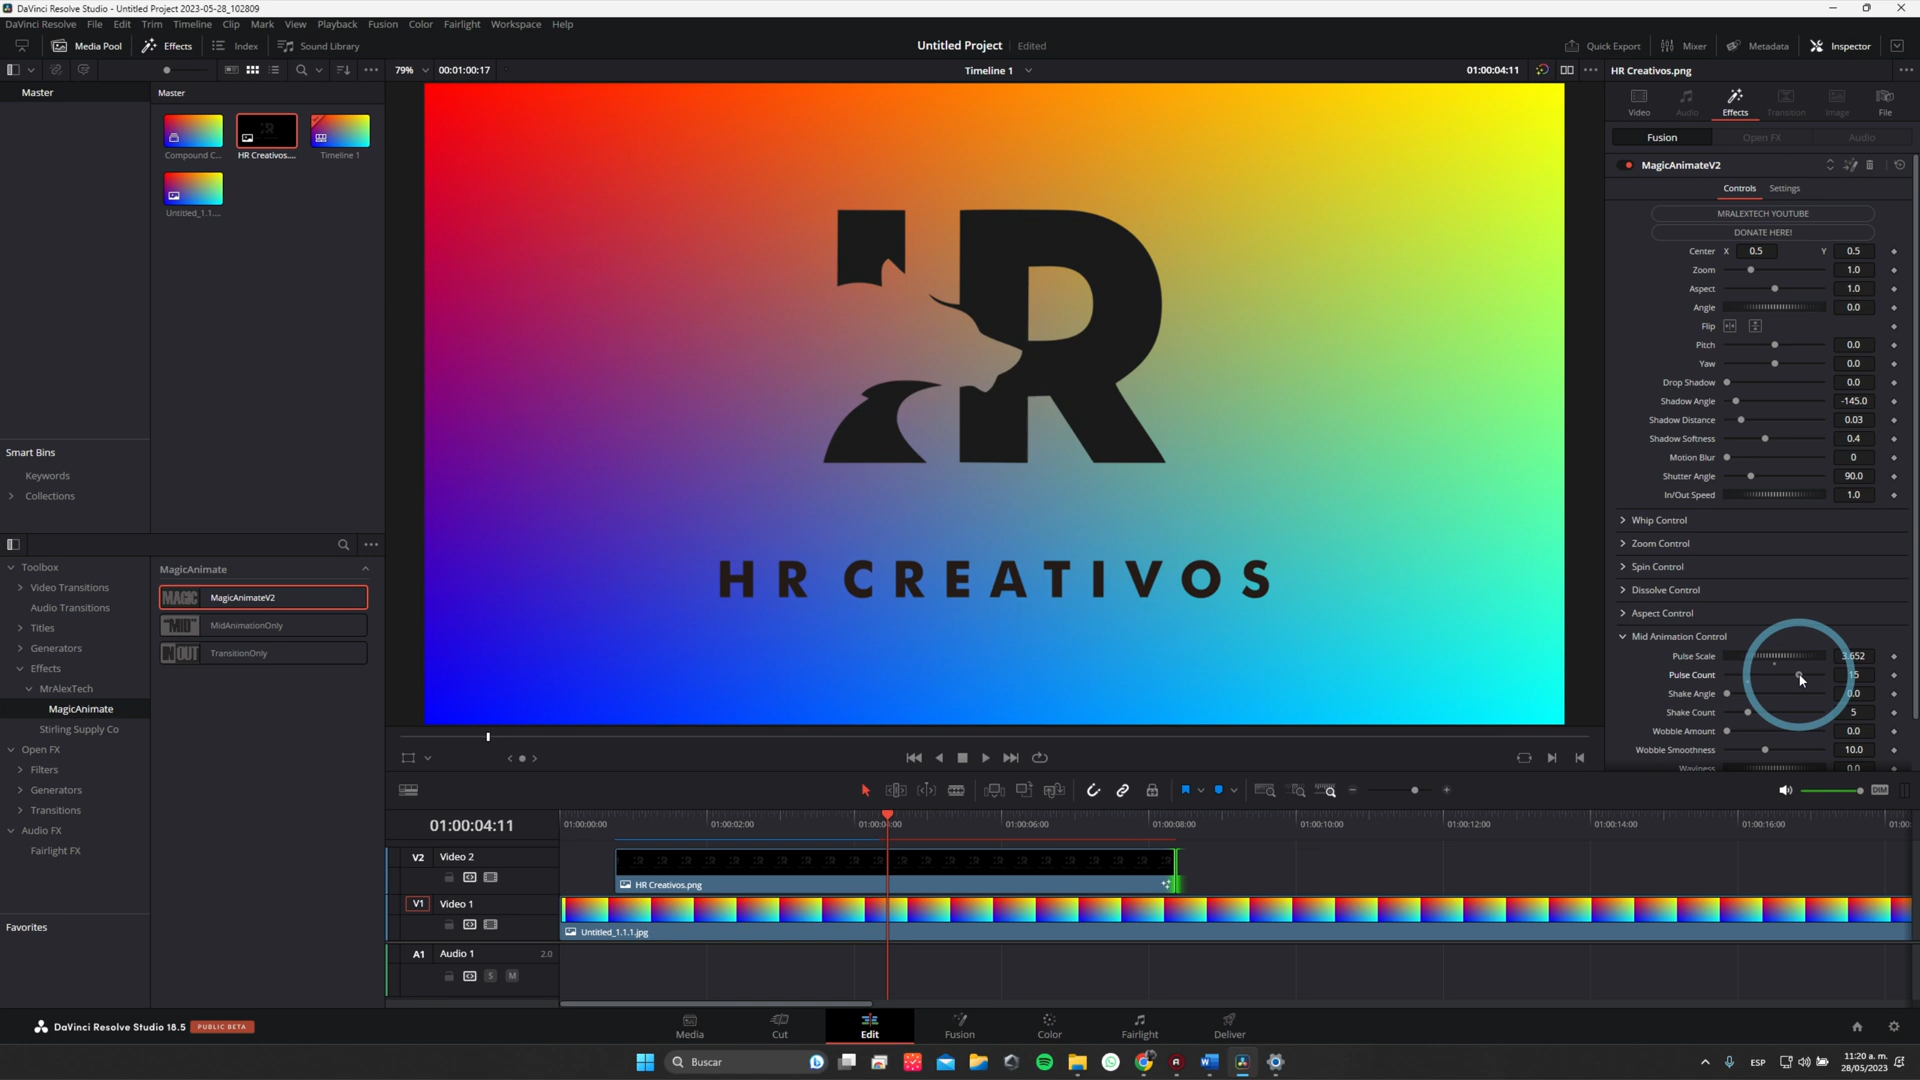 DaVinci Resolve Studio - Untitled Project 2023-05-28_102809
DaVinci Resolve File Edit Trim Timeline Clip Mark View Playback Fusion Color Fairlight Workspace Help
Media Pool Effects Index Sound Library Untitled Project Edited Quick Export Mixer Metadata Inspector
79% 00:01:00:17 Timeline 1 01:00:04:11 HR Creativos.png
Master Master
Video Audio Effects Transition Image File
Compound C... HR Creativos.... Timeline 1
Untitled_1.1....
Fusion Open FX Audio
MagicAnimateV2
Controls Settings
MRALEXTECH YOUTUBE
DONATE HERE!
Center X 0.5 Y 0.5
Zoom 1.0
Aspect 1.0
Angle 0.0
Flip
Pitch 0.0
Yaw 0.0
Drop Shadow 0.0
Shadow Angle -145.0
Shadow Distance 0.03
Shadow Softness 0.4
Motion Blur 0
Shutter Angle 90.0
In/Out Speed 1.0
Whip Control
Zoom Control
Spin Control
Dissolve Control
Aspect Control
Mid Animation Control
Pulse Scale 3.652
Pulse Count 15
Shake Angle 0.0
Shake Count 5
Wobble Amount 0.0
Wobble Smoothness 10.0
Waviness 0.0
R
HR CREATIVOS
Smart Bins
Keywords
Collections
Toolbox
Video Transitions
Audio Transitions
Titles
Generators
Effects
MrAlexTech
MagicAnimate
Stirling Supply Co
Open FX
Filters
Generators
Transitions
Audio FX
Fairlight FX
Favorites
MagicAnimate
MAGIC MagicAnimateV2
"MID" MidAnimationOnly
IN OUT TransitionOnly
DIM
01:00:04:11 01:00:00:00 01:00:02:00 01:00:04:00 01:00:06:00 01:00:08:00 01:00:10:00 01:00:12:00 01:00:14:00 01:00:16:00 01:00:
V2 Video 2
HR Creativos.png
V1 Video 1
Untitled_1.1.1.jpg
A1 Audio 1 2.0
S M
DaVinci Resolve Studio 18.5 PUBLIC BETA
Media Cut Edit Fusion Color Fairlight Deliver
Buscar
ESP
11:20 a. m.
28/05/2023